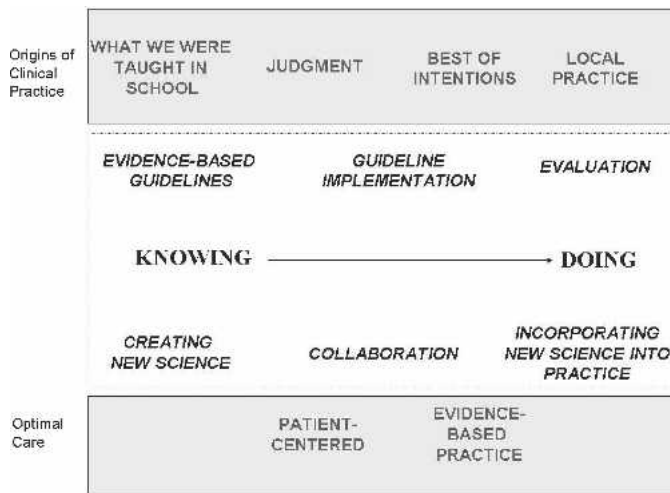 Origins of
Clinical
Practice
WHAT WE WERE
TAUGHT IN
SCHOOL
JUDGMENT
BEST OF
INTENTIONS
LOCAL
PRACTICE
EVIDENCE-BASED
GUIDELINES
GUIDELINE
IMPLEMENTATION
EVALUATION
KNOWING
DOING
CREATING
NEW SCIENCE
COLLABORATION
INCORPORATING
NEW SCIENCE INTO
PRACTICE
Optimal
Care
PATIENT-
CENTERED
EVIDENCE-
BASED
PRACTICE